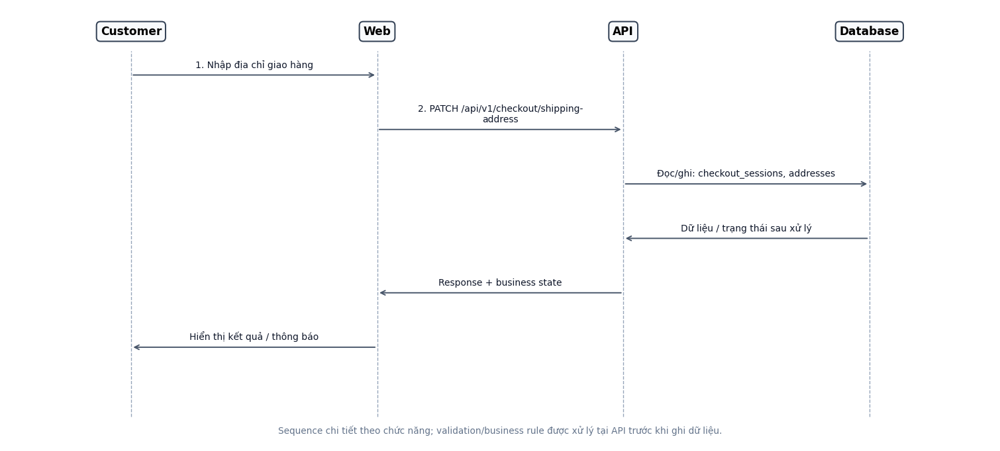 Customer
Web
API
Database
1. Nhập địa chỉ giao hàng
2. PATCH /api/v1/checkout/shipping-
address
Đọc/ghi: checkout_sessions, addresses
Dữ liệu / trạng thái sau xử lý
Response + business state
Hiển thị kết quả / thông báo
Sequence chi tiết theo chức năng; validation/business rule được xử lý tại API trước khi ghi dữ liệu.